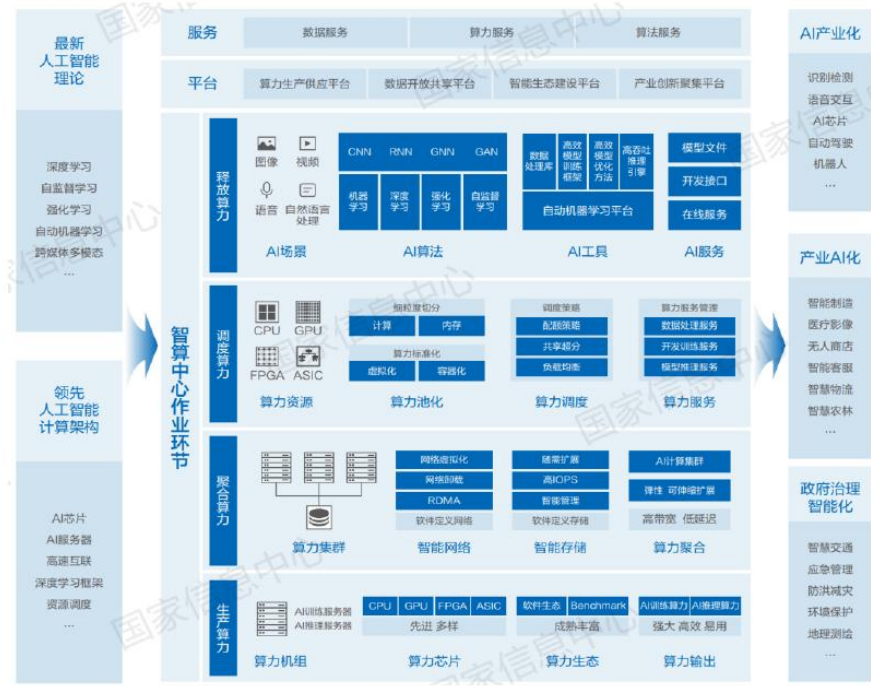 最新
人工智能
理论
深度学习
自监督学习
强化学习
自动机器学习
跨媒体多模态
...
领先
人工智能
计算架构
AI芯片
AI服务器
高速互联
深度学习框架
资源调度
...
服务
数据服务
算力服务
算法服务
平台
算力生产供应平台
数据开放共享平台
智能生态建设平台
产业创新聚集平台
智算中心作业环节
释放算力
图像
视频
语音
自然语言
处理
AI场景
CNN RNN GNN GAN
机器
学习
深度
学习
强化
学习
自监督
学习
AI算法
数据
处理库
高效
模型
训练
框架
高效
模型
优化
方法
高吞吐
推理
引擎
自动机器学习平台
AI工具
模型文件
开发接口
在线服务
AI服务
调度算力
CPU GPU
FPGA ASIC
算力资源
细粒度切分
计算 内存
算力标准化
虚拟化 容器化
算力池化
调度策略
配额策略
共享超分
负载均衡
算力调度
算力服务管理
数据处理服务
开发训练服务
模型推理服务
算力服务
聚合算力
算力集群
网络虚拟化
网络卸载
RDMA
软件定义网络
智能网络
随需扩展
高IOPS
智能管理
软件定义存储
智能存储
AI计算集群
弹性 可伸缩扩展
高带宽 低延迟
算力聚合
生产算力
AI训练服务器
AI推理服务器
算力机组
CPU GPU FPGA ASIC
先进 多样
算力芯片
软件生态 Benchmark
成熟丰富
算力生态
AI训练算力 AI推理算力
强大 高效 易用
算力输出
AI产业化
识别检测
语音交互
AI芯片
自动驾驶
机器人
...
产业AI化
智能制造
医疗影像
无人商店
智能客服
智慧物流
智慧农林
...
政府治理
智能化
智慧交通
应急管理
防洪减灾
环境保护
地理测绘
...
国家信息中心